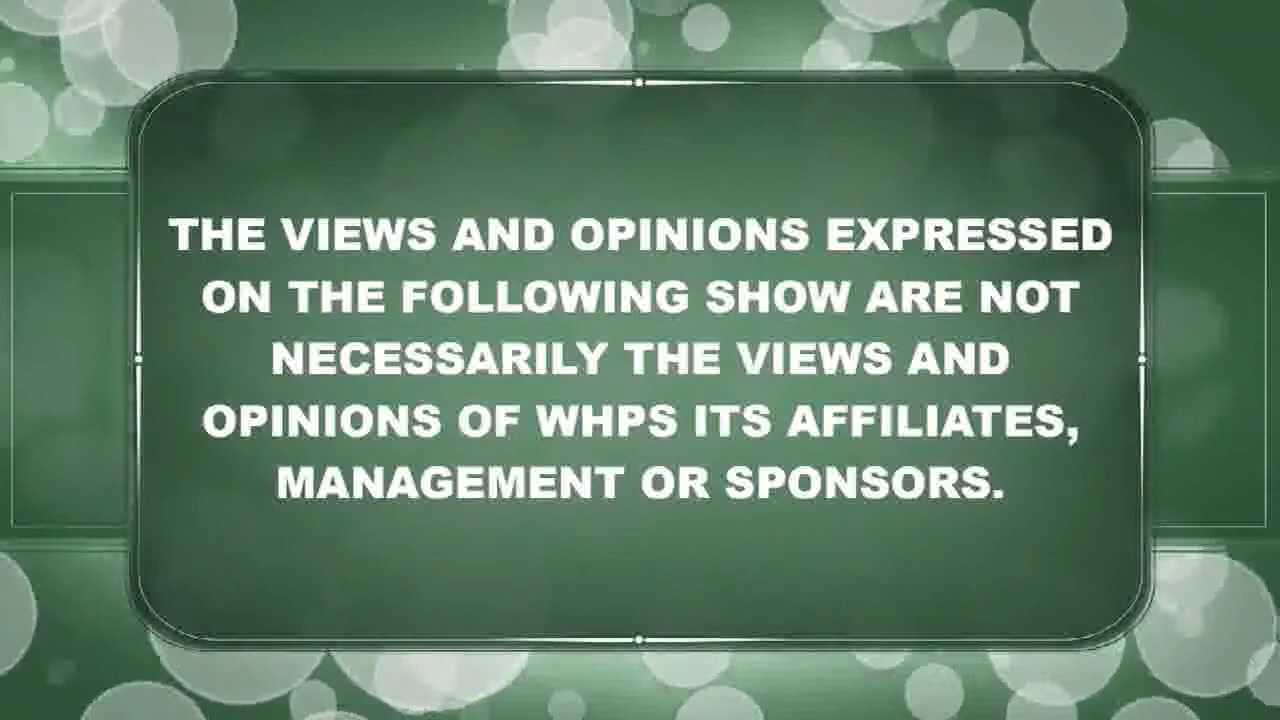 THE VIEWS AND OPINIONS EXPRESSED
ON THE FOLLOWING SHOW ARE NOT
NECESSARILY THE VIEWS AND
OPINIONS OF WHPS ITS AFFILIATES,
MANAGEMENT OR SPONSORS.